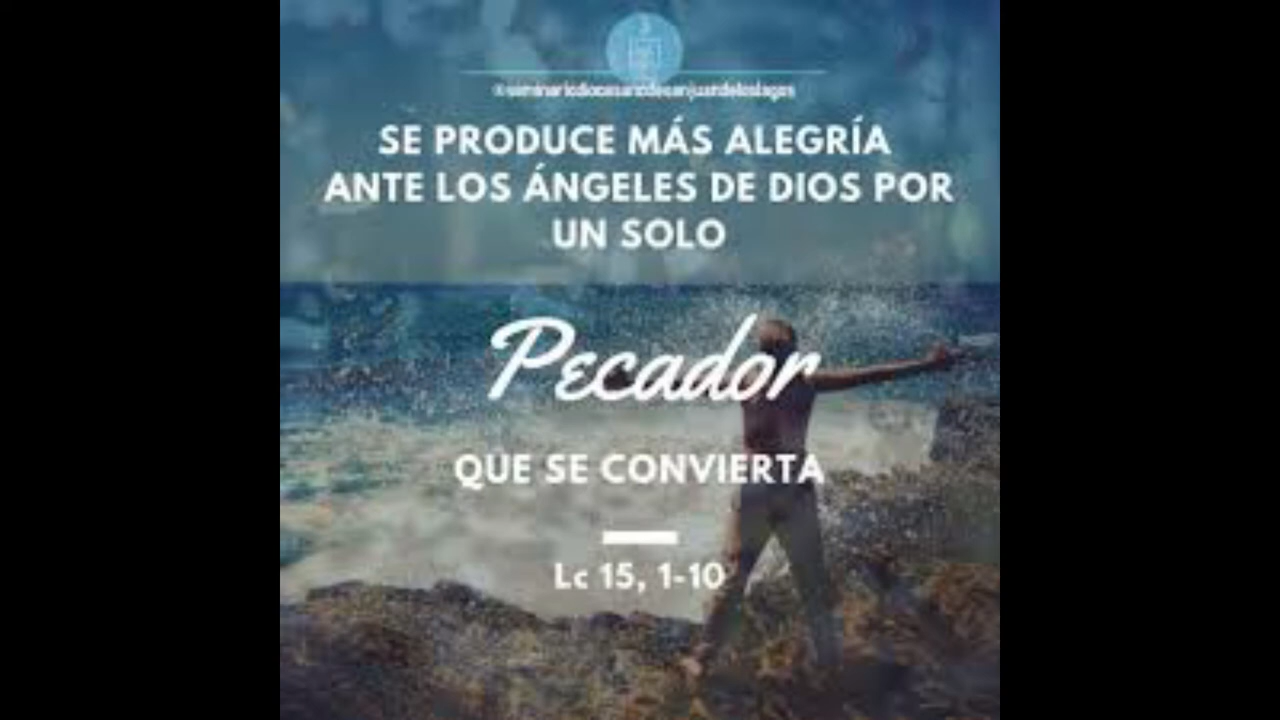 @seminariodiocesanodesanjuandeloslagos
SE PRODUCE MÁS ALEGRÍA
ANTE LOS ÁNGELES DE DIOS POR
UN SOLO
Pecador
QUE SE CONVIERTA
Lc 15, 1-10